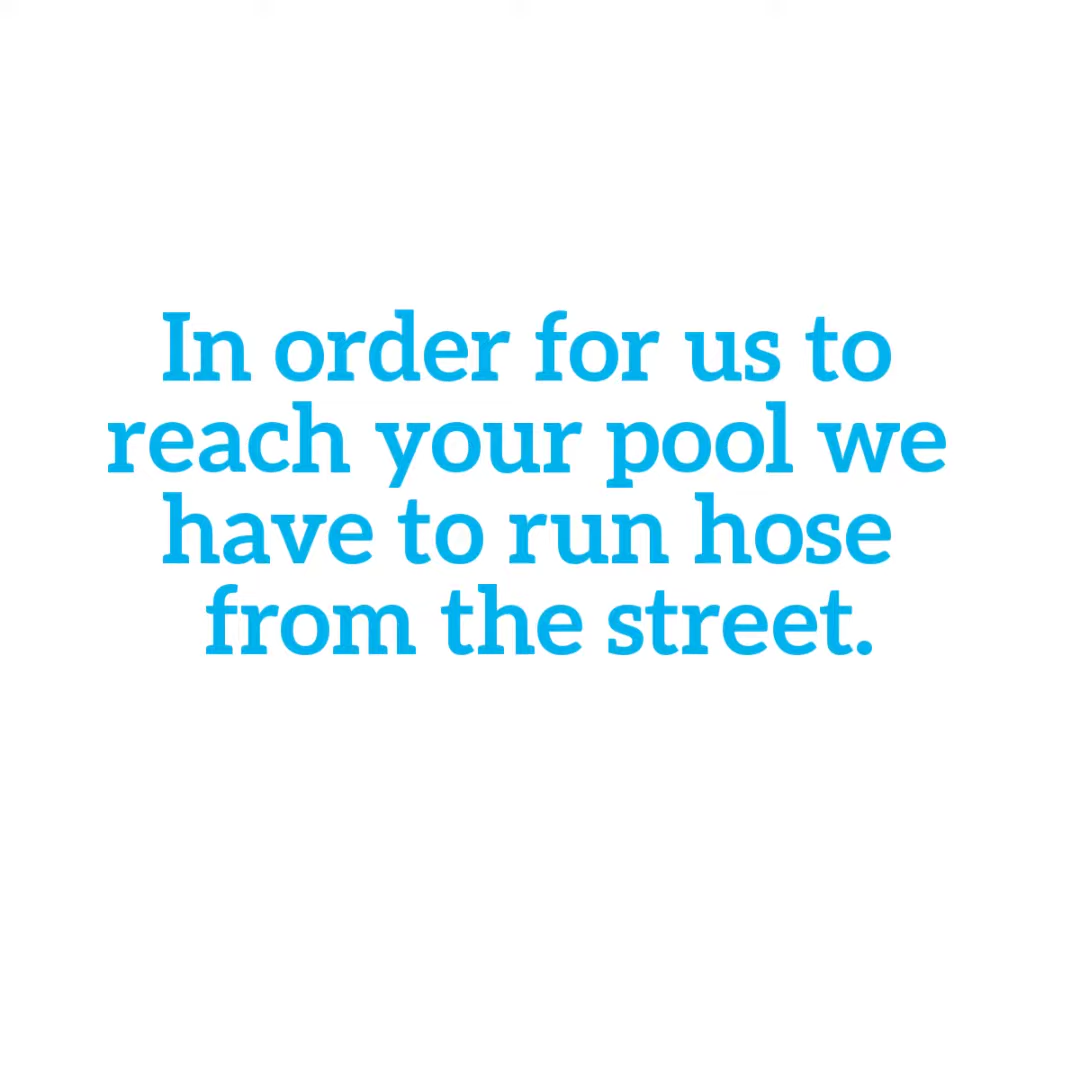 In order for us to
reach your pool we
have to run hose
from the street.